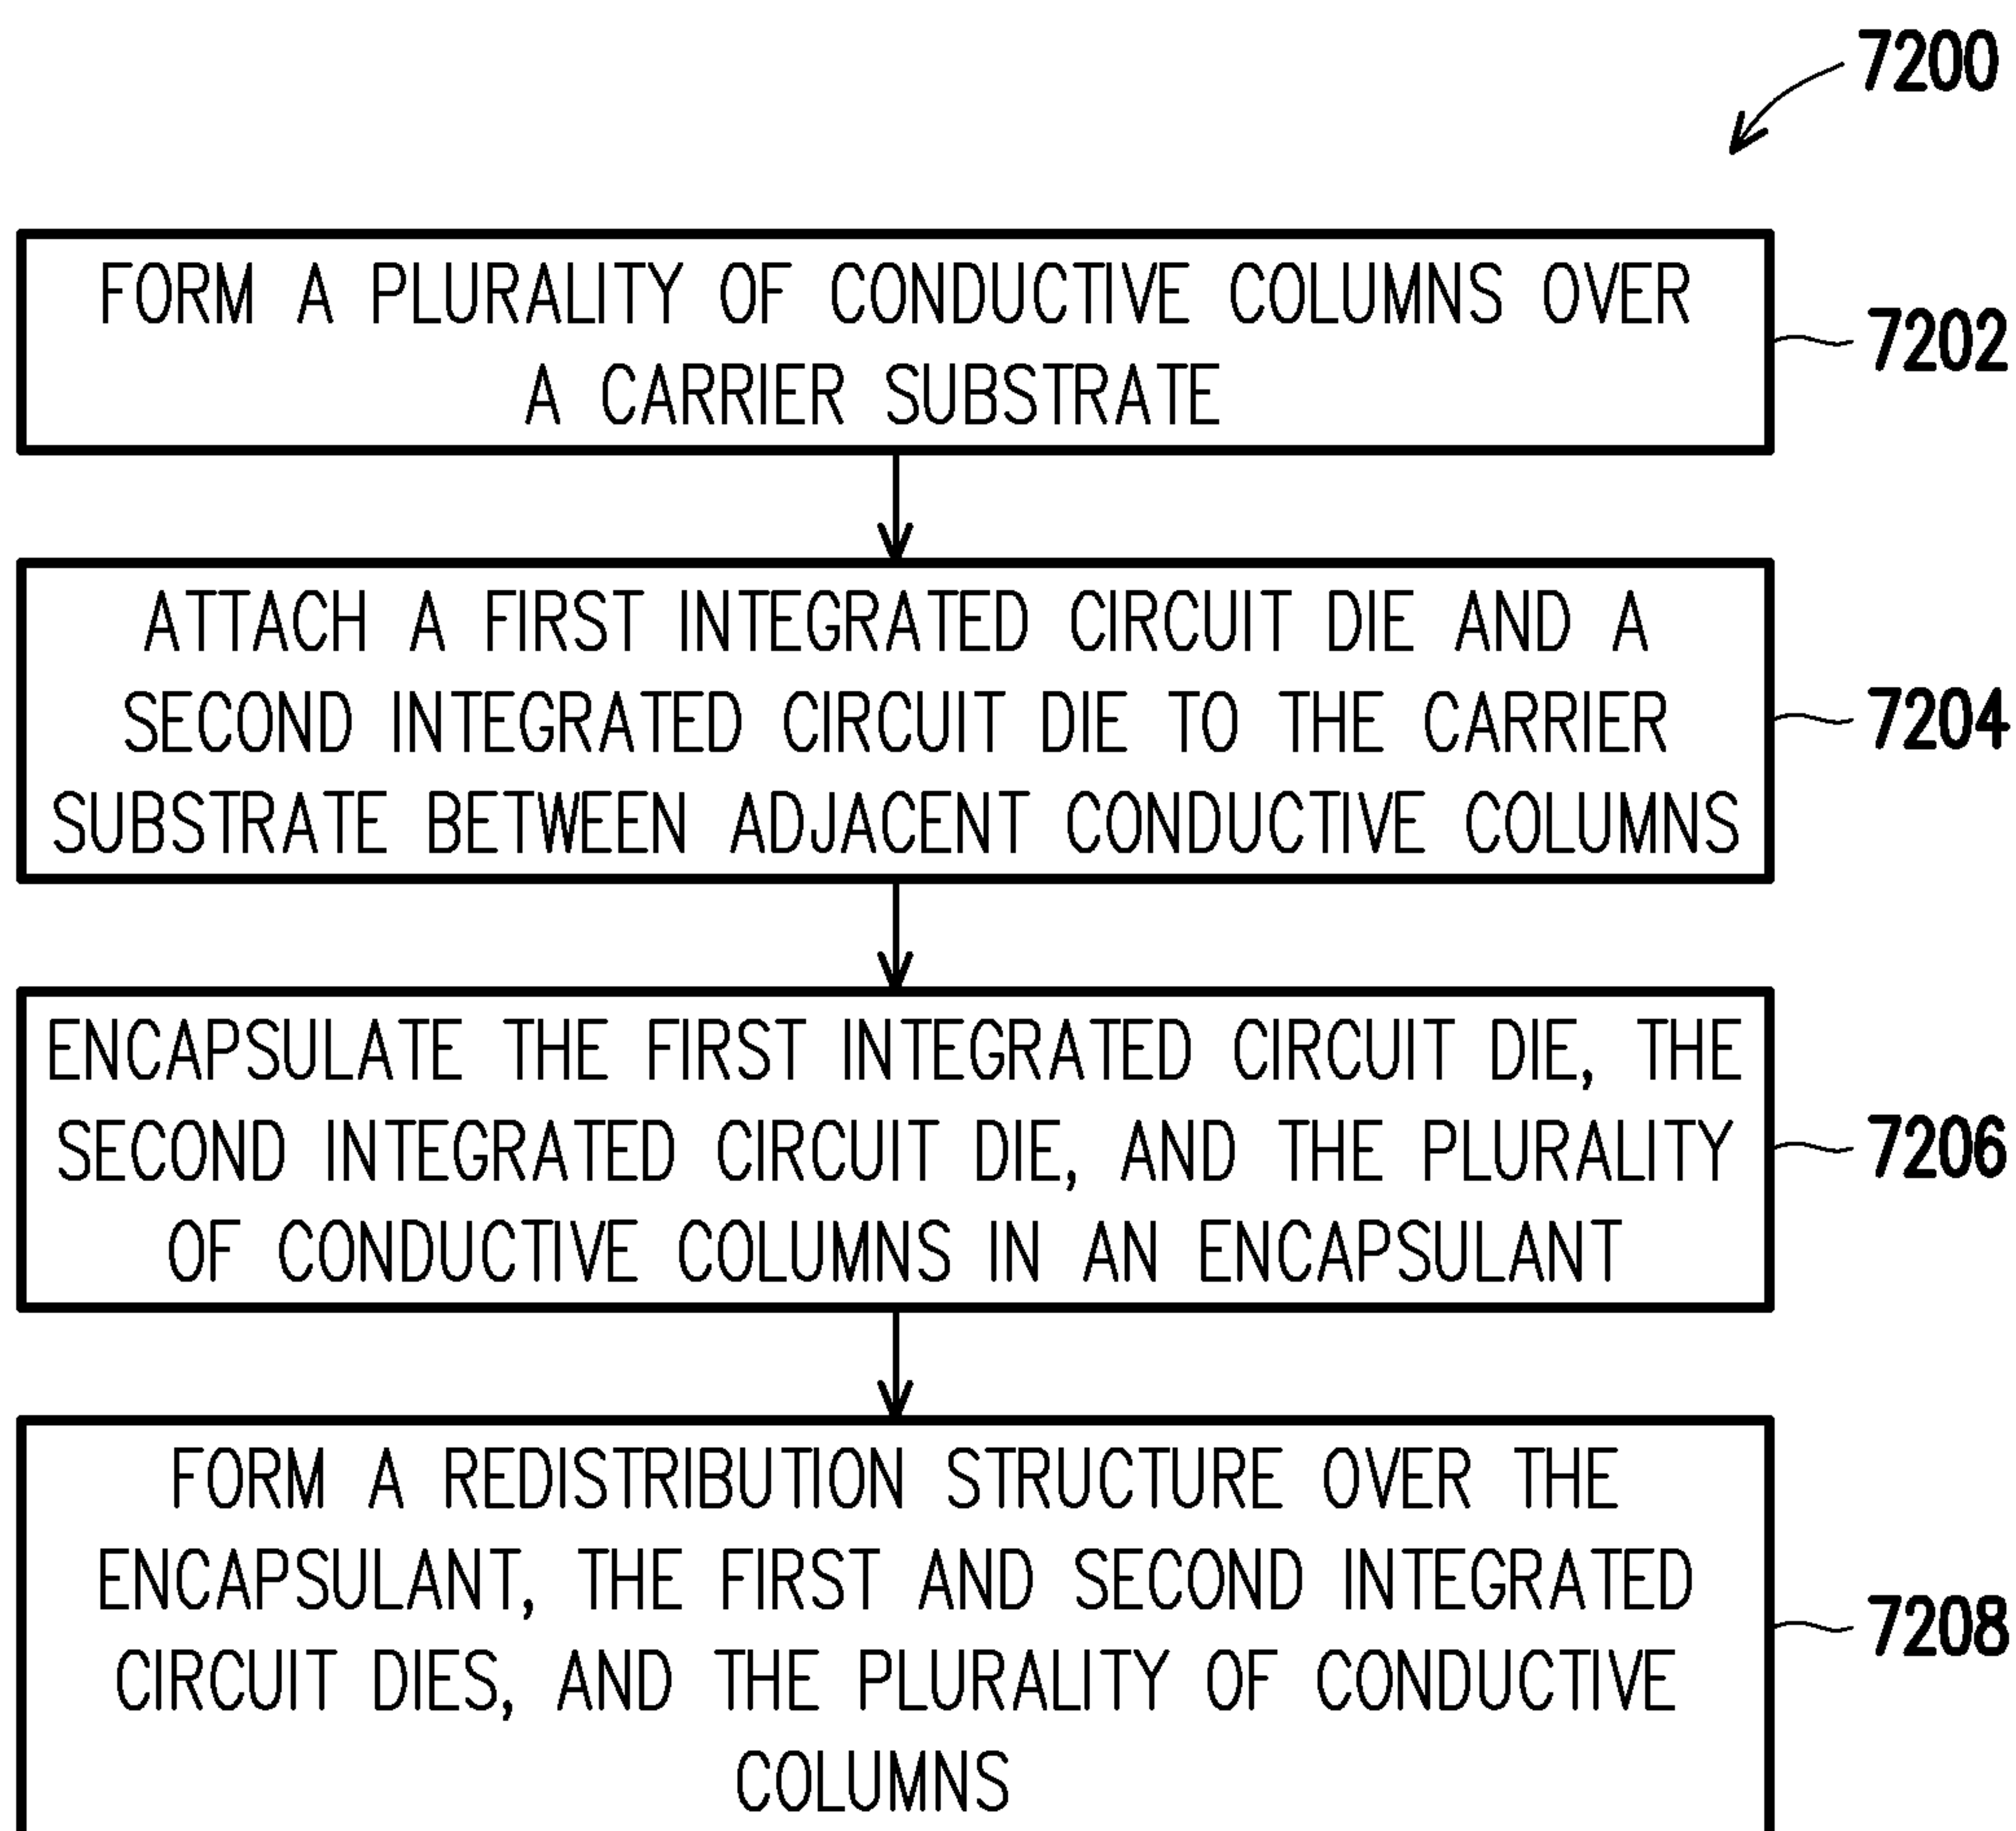 7200
FORM A PLURALITY OF CONDUCTIVE COLUMNS OVER
A CARRIER SUBSTRATE
7202
ATTACH A FIRST INTEGRATED CIRCUIT DIE AND A
SECOND INTEGRATED CIRCUIT DIE TO THE CARRIER
SUBSTRATE BETWEEN ADJACENT CONDUCTIVE COLUMNS
7204
ENCAPSULATE THE FIRST INTEGRATED CIRCUIT DIE, THE
SECOND INTEGRATED CIRCUIT DIE, AND THE PLURALITY
OF CONDUCTIVE COLUMNS IN AN ENCAPSULANT
7206
FORM A REDISTRIBUTION STRUCTURE OVER THE
ENCAPSULANT, THE FIRST AND SECOND INTEGRATED
CIRCUIT DIES, AND THE PLURALITY OF CONDUCTIVE
COLUMNS
7208